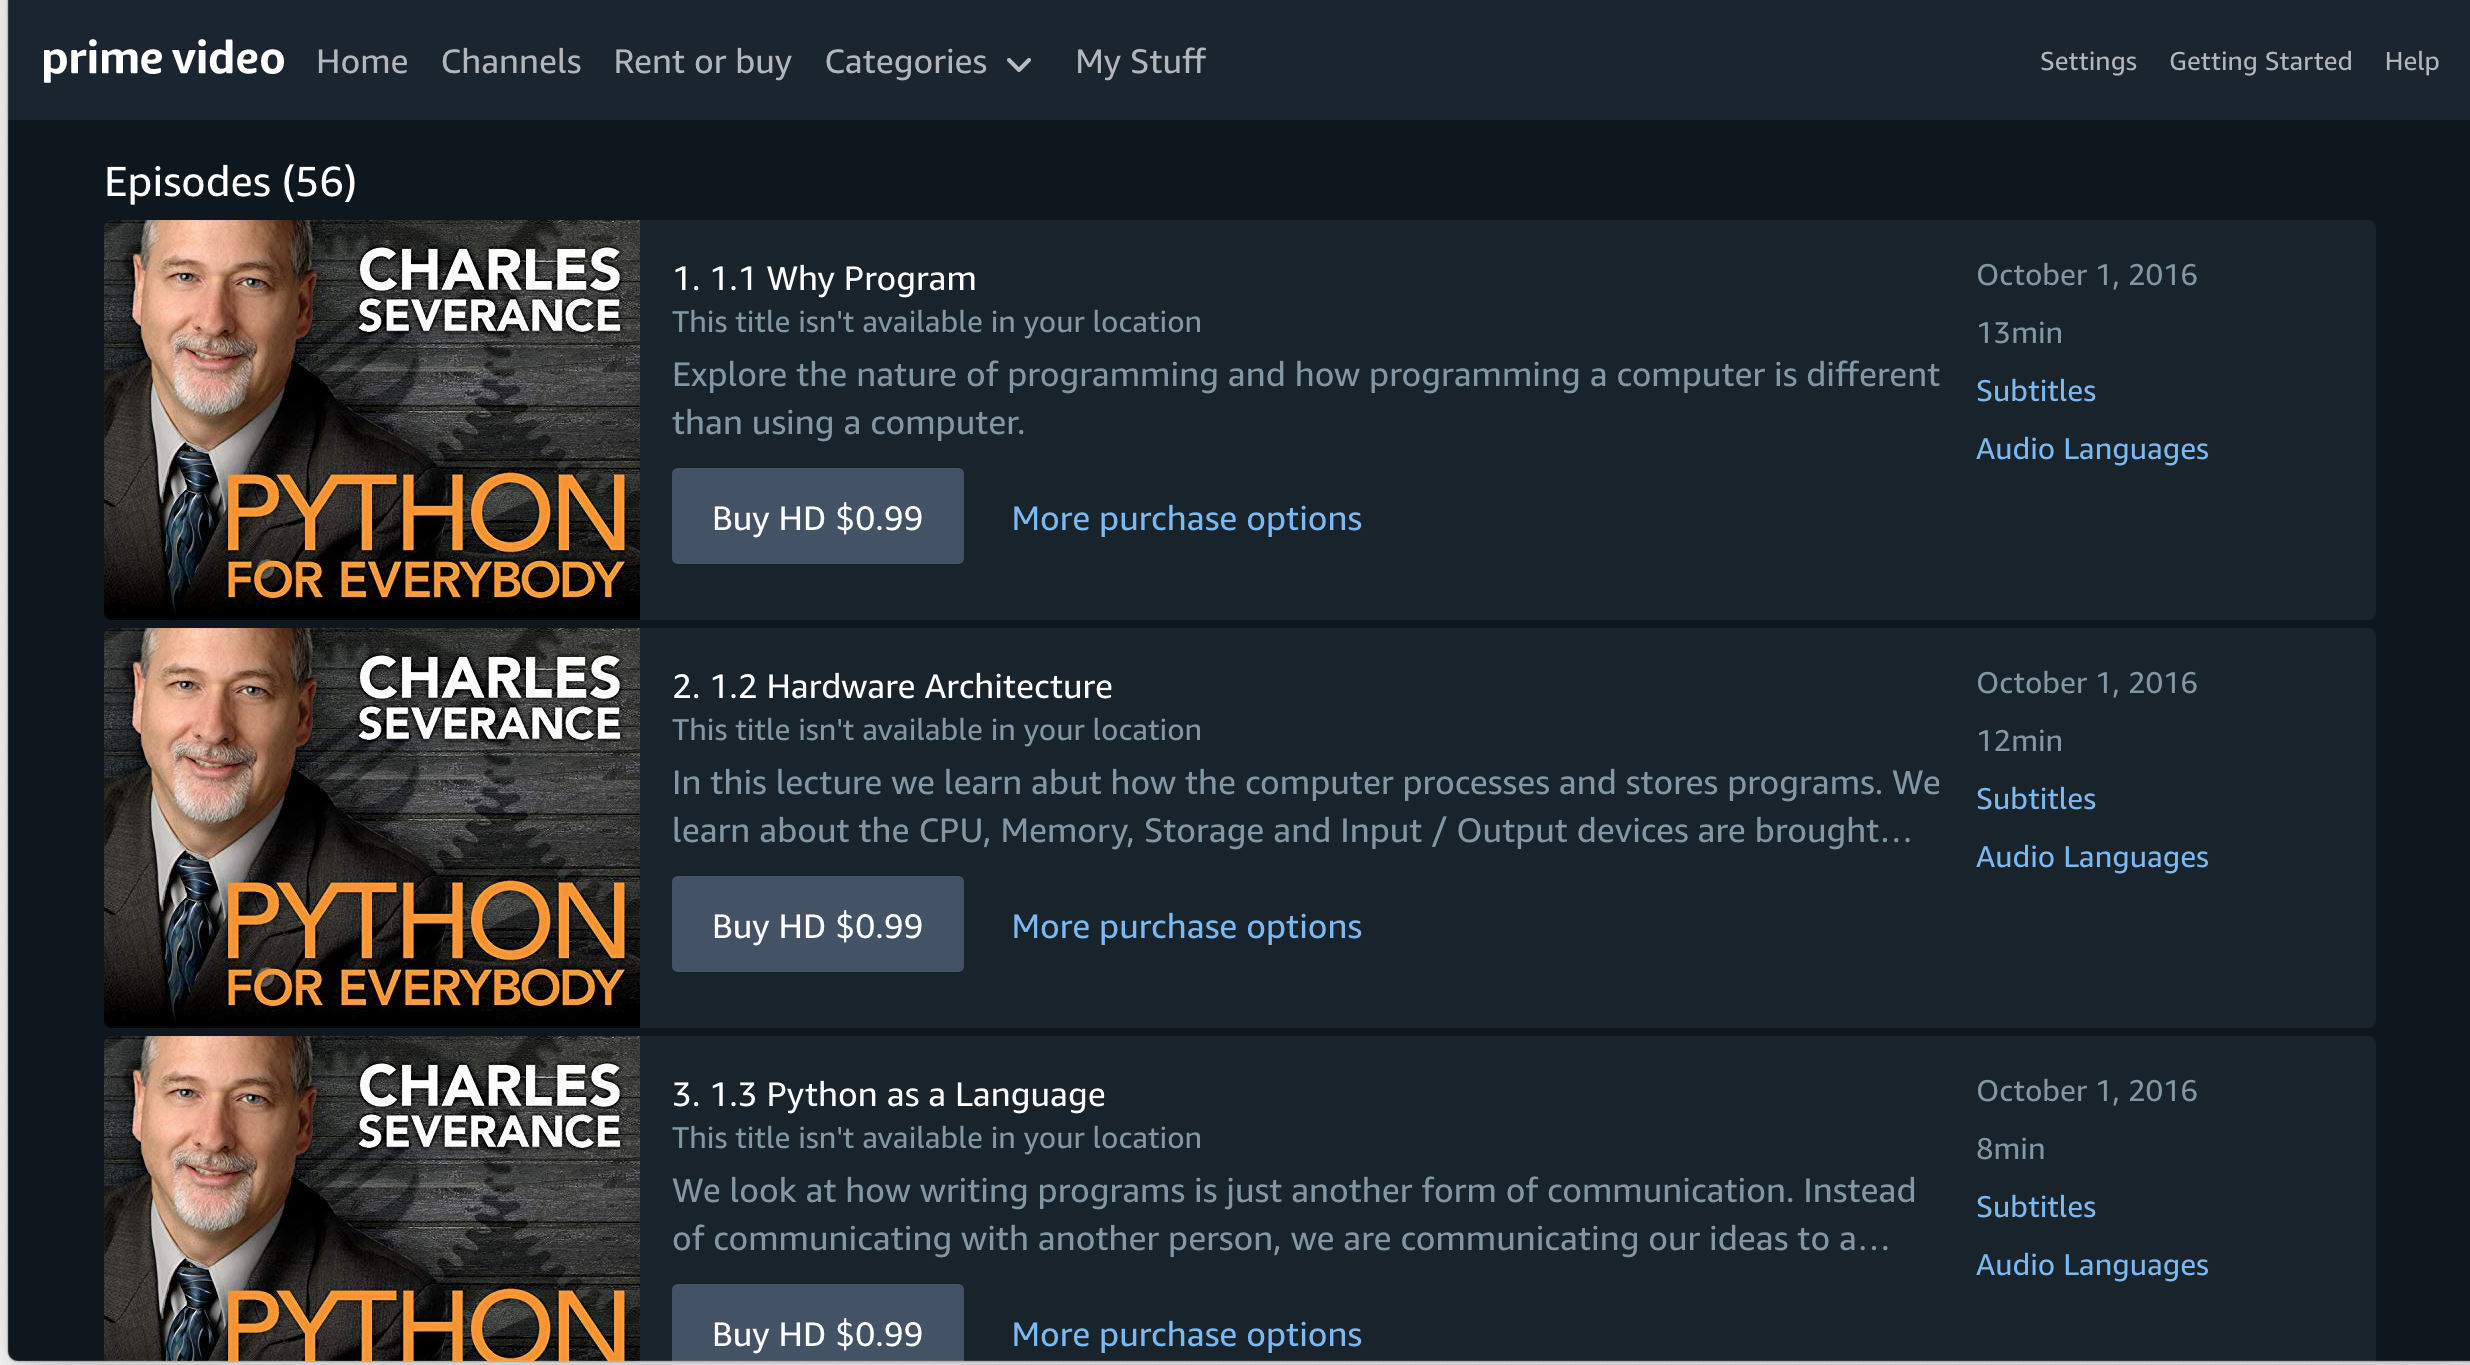 prime video Home Channels Rent or buy Categories My Stuff Settings Getting Started Help
Episodes (56)
CHARLES
SEVERANCE
PYTHON
FOR EVERYBODY
1. 1.1 Why Program
This title isn't available in your location
Explore the nature of programming and how programming a computer is different
than using a computer.
Buy HD $0.99 More purchase options
October 1, 2016
13min
Subtitles
Audio Languages
CHARLES
SEVERANCE
PYTHON
FOR EVERYBODY
2. 1.2 Hardware Architecture
This title isn't available in your location
In this lecture we learn abut how the computer processes and stores programs. We
learn about the CPU, Memory, Storage and Input / Output devices are brought...
Buy HD $0.99 More purchase options
October 1, 2016
12min
Subtitles
Audio Languages
CHARLES
SEVERANCE
PYTHON
3. 1.3 Python as a Language
This title isn't available in your location
We look at how writing programs is just another form of communication. Instead
of communicating with another person, we are communicating our ideas to a...
Buy HD $0.99 More purchase options
October 1, 2016
8min
Subtitles
Audio Languages